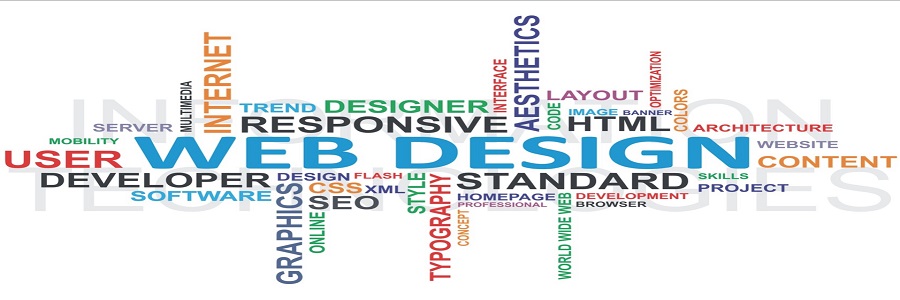 INFORMATION
TECHNOLOGIES
AESTHETICS
INTERNET
MULTIMEDIA
INTERFACE
OPTIMIZATION
LAYOUT
COLORS
TREND
DESIGNER
CODE
IMAGE
BANNER
SERVER
RESPONSIVE
HTML
ARCHITECTURE
MOBILITY
WEB DESIGN
WEBSITE
USER
CONTENT
DEVELOPER
DESIGN
FLASH
STYLE
STANDARD
SKILLS
CSS
XML
PROJECT
SOFTWARE
GRAPHICS
SEO
TYPOGRAPHY
HOMEPAGE
DEVELOPMENT
PROFESSIONAL
BROWSER
ONLINE
CONCEPT
WORLD WIDE WEB